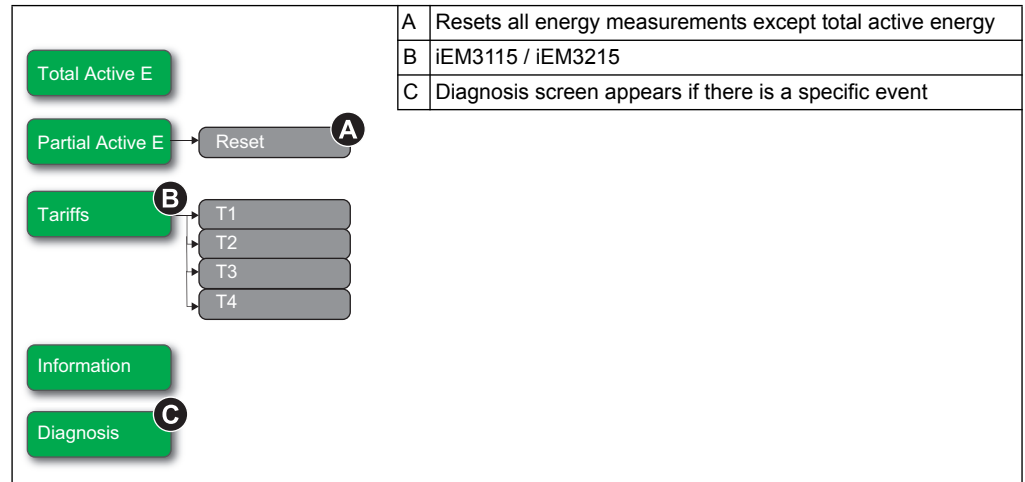 A Resets all energy measurements except total active energy
B iEM3115 / iEM3215
C Diagnosis screen appears if there is a specific event
Total Active E
Partial Active E
Reset
A
Tariffs
B
T1
T2
T3
T4
Information
Diagnosis
C